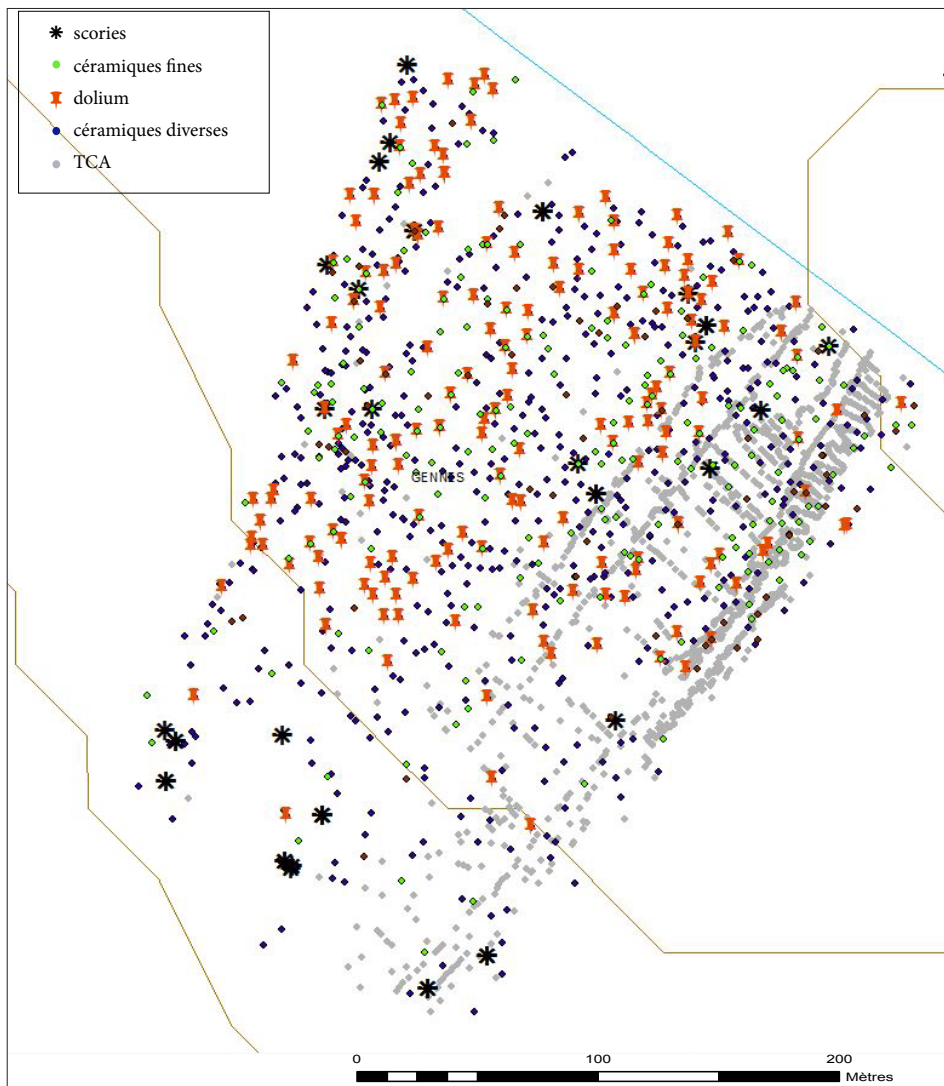 scories
céramiques fines
dolium
céramiques diverses
TCA
GENNES
0 100 200
Mètres